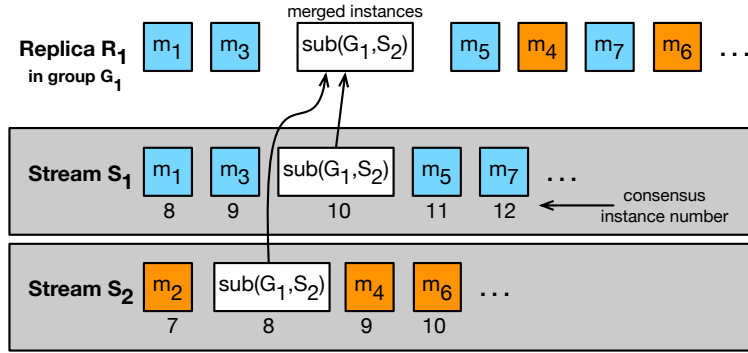 merged instances
Replica R1 m1 m3 sub(G1,S2) m5 m4 m7 m6 ...
in group G1
Stream S1 m1 m3 sub(G1,S2) m5 m7 ...
8 9 10 11 12 consensus
instance number
Stream S2 m2 sub(G1,S2) m4 m6 ...
7 8 9 10